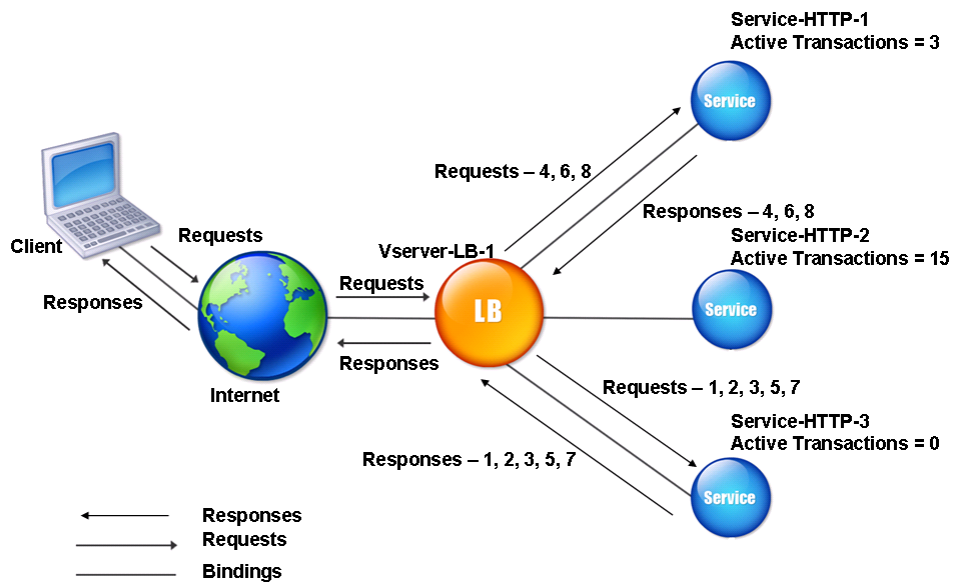 Service-HTTP-1
Active Transactions = 3
Service
Requests – 4, 6, 8
Responses – 4, 6, 8
Client
Requests
Responses
Internet
Vserver-LB-1
Requests
LB
Responses
Service-HTTP-2
Active Transactions = 15
Service
Requests – 1, 2, 3, 5, 7
Service-HTTP-3
Active Transactions = 0
Responses – 1, 2, 3, 5, 7
Service
Responses
Requests
Bindings